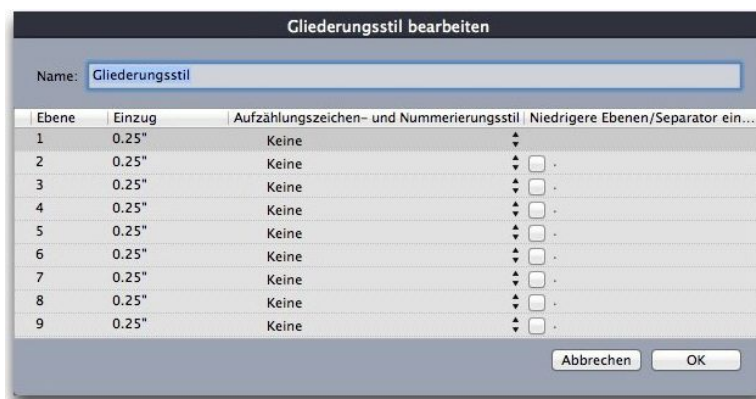 Gliederungsstil bearbeiten
Name: Gliederungsstil
Ebene Einzug Aufzählungszeichen- und Nummerierungsstil Niedrigere Ebenen/Separator ein...
1 0.25" Keine
2 0.25" Keine .
3 0.25" Keine .
4 0.25" Keine .
5 0.25" Keine .
6 0.25" Keine .
7 0.25" Keine .
8 0.25" Keine .
9 0.25" Keine .
Abbrechen OK